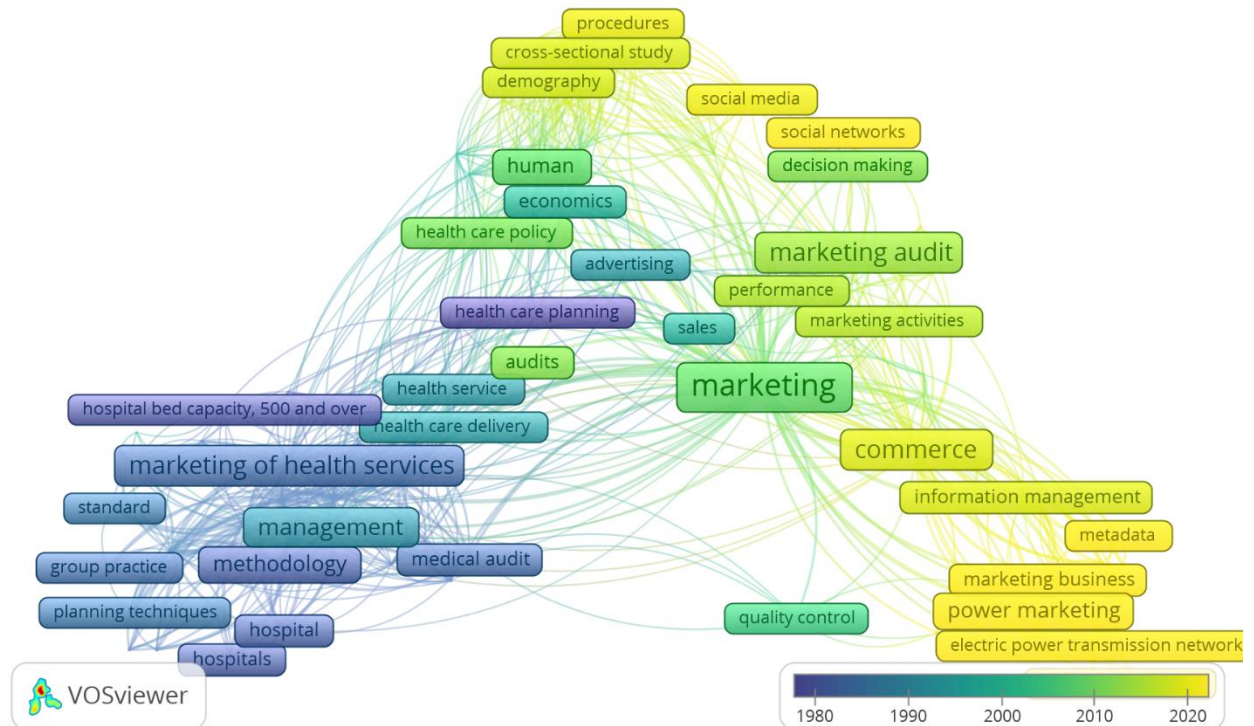 procedures
cross-sectional study
demography
social media
social networks
decision making
human
economics
health care policy
marketing audit
advertising
performance
health care planning
marketing activities
sales
audits
marketing
health service
hospital bed capacity, 500 and over
health care delivery
commerce
marketing of health services
information management
standard
management
metadata
medical audit
methodology
group practice
marketing business
power marketing
planning techniques
quality control
hospital
electric power transmission network
hospitals
VOSviewer
1980
1990
2000
2010
2020